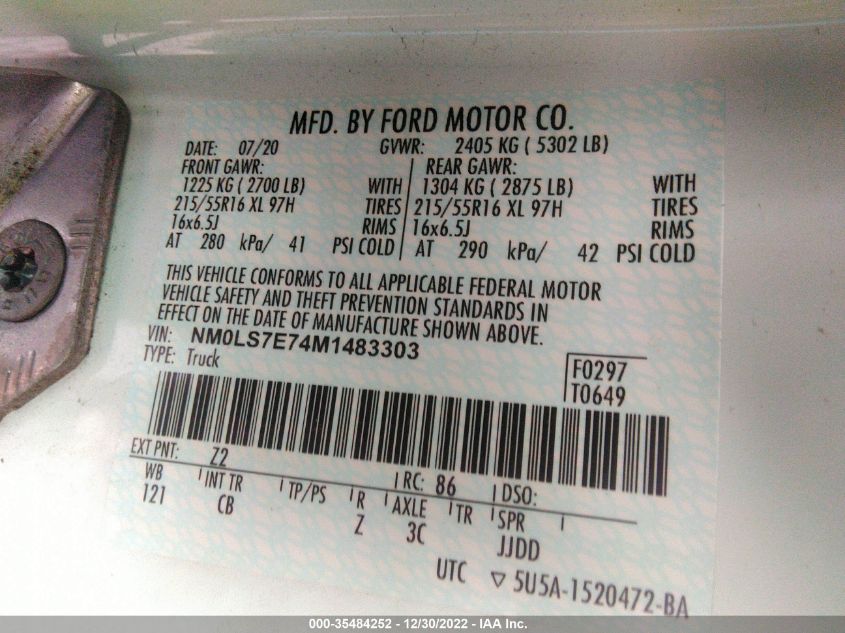 MFD. BY FORD MOTOR CO.
DATE: 07/20 GVWR: 2405 KG ( 5302 LB)
FRONT GAWR: REAR GAWR:
1225 KG ( 2700 LB) WITH 1304 KG ( 2875 LB) WITH
215/55R16 XL 97H TIRES 215/55R16 XL 97H TIRES
16x6.5J RIMS 16x6.5J RIMS
AT 280 kPa/ 41 PSI COLD AT 290 kPa/ 42 PSI COLD
THIS VEHICLE CONFORMS TO ALL APPLICABLE FEDERAL MOTOR
VEHICLE SAFETY AND THEFT PREVENTION STANDARDS IN
EFFECT ON THE DATE OF MANUFACTURE SHOWN ABOVE.
VIN: NM0LS7E74M1483303
TYPE: Truck
F0297
T0649
EXT PNT: Z2 RC: 86 DSO:
WB INT TR TP/PS R AXLE TR SPR
121 CB Z 3C JJDD
UTC ▽ 5U5A-1520472-BA
000-35484252 - 12/30/2022 - IAA Inc.